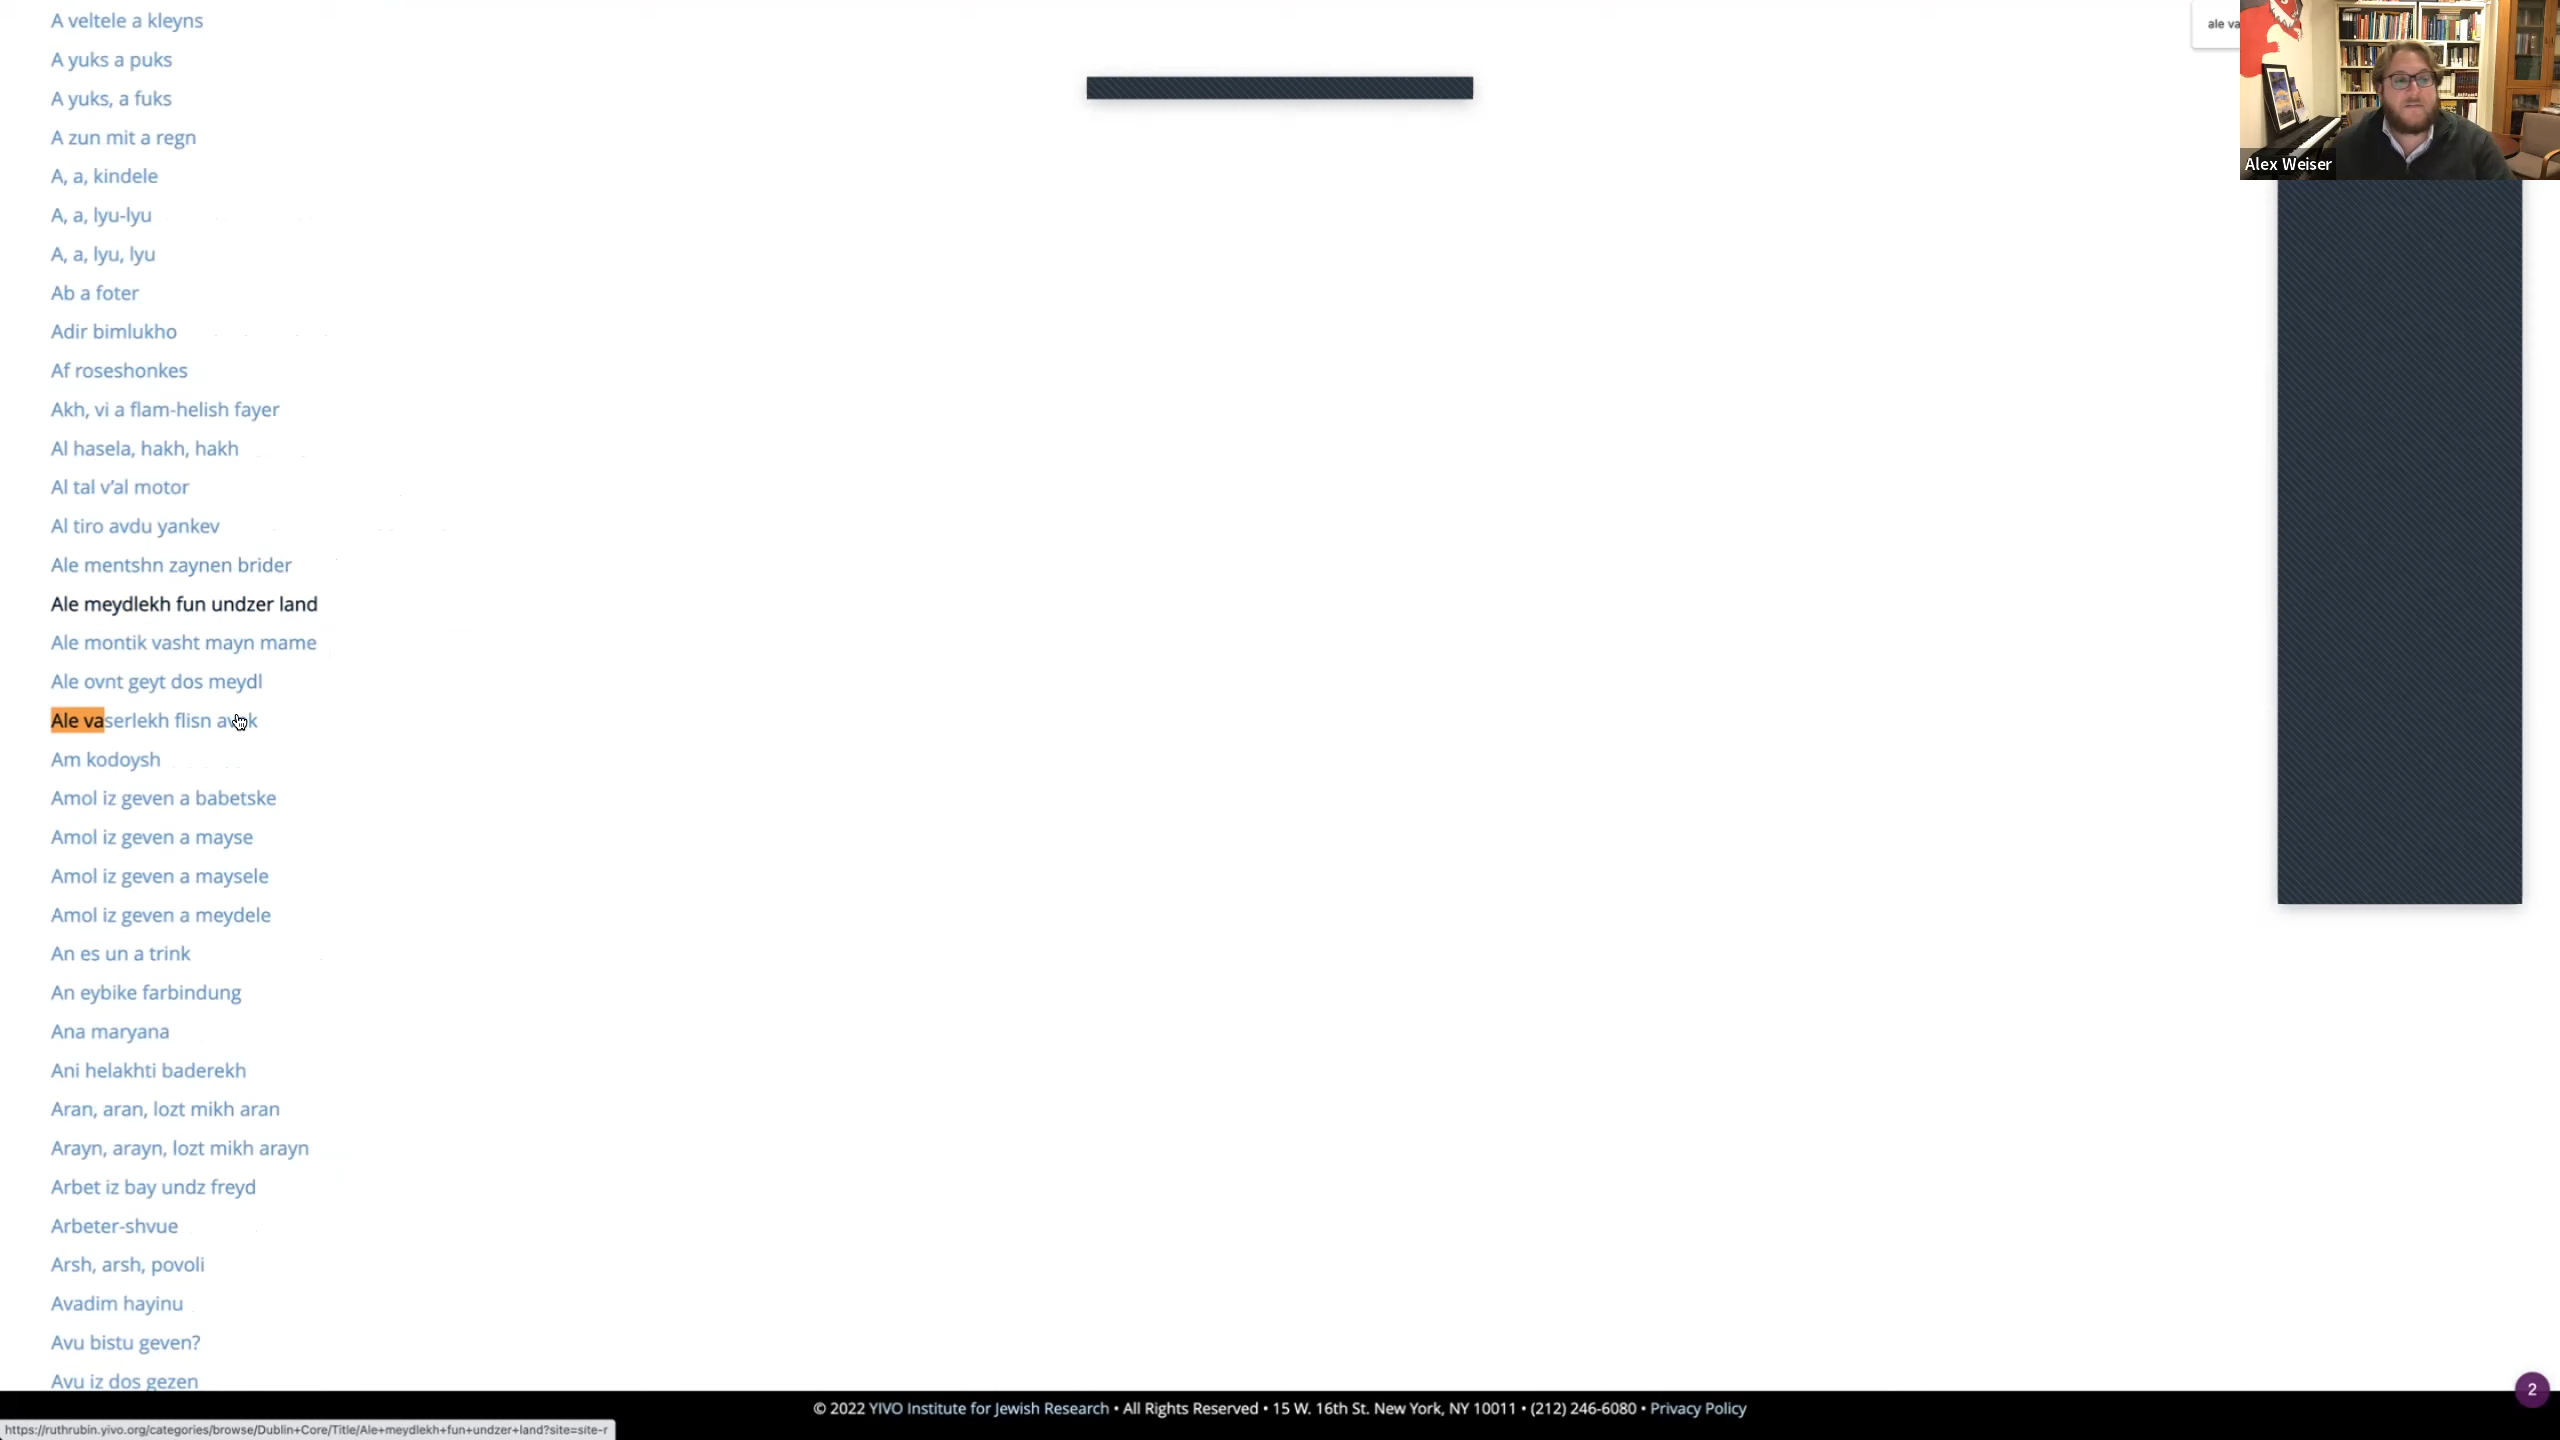 A veltele a kleyns
A yuks a puks
A yuks, a fuks
A zun mit a regn
A, a, kindele
A, a, lyu-lyu
A, a, lyu, lyu
Ab a foter
Adir bimlukho
Af roseshonkes
Akh, vi a flam-helish fayer
Al hasela, hakh, hakh
Al tal v'al motor
Al tiro avdu yankev
Ale mentshn zaynen brider
Ale meydlekh fun undzer land
Ale montik vasht mayn mame
Ale ovnt geyt dos meydl
Ale vaserlekh flisn avek
Am kodoysh
Amol iz geven a babetske
Amol iz geven a mayse
Amol iz geven a maysele
Amol iz geven a meydele
An es un a trink
An eybike farbindung
Ana maryana
Ani helakhti baderekh
Aran, aran, lozt mikh aran
Arayn, arayn, lozt mikh arayn
Arbet iz bay undz freyd
Arbeter-shvue
Arsh, arsh, povoli
Avadim hayinu
Avu bistu geven?
Avu iz dos gezen
ale va
Alex Weiser
2
© 2022 YIVO Institute for Jewish Research • All Rights Reserved • 15 W. 16th St. New York, NY 10011 • (212) 246-6080 • Privacy Policy
https://ruthrubin.yivo.org/categories/browse/Dublin+Core/Title/Ale+meydlekh+fun+undzer+land?site=site-r